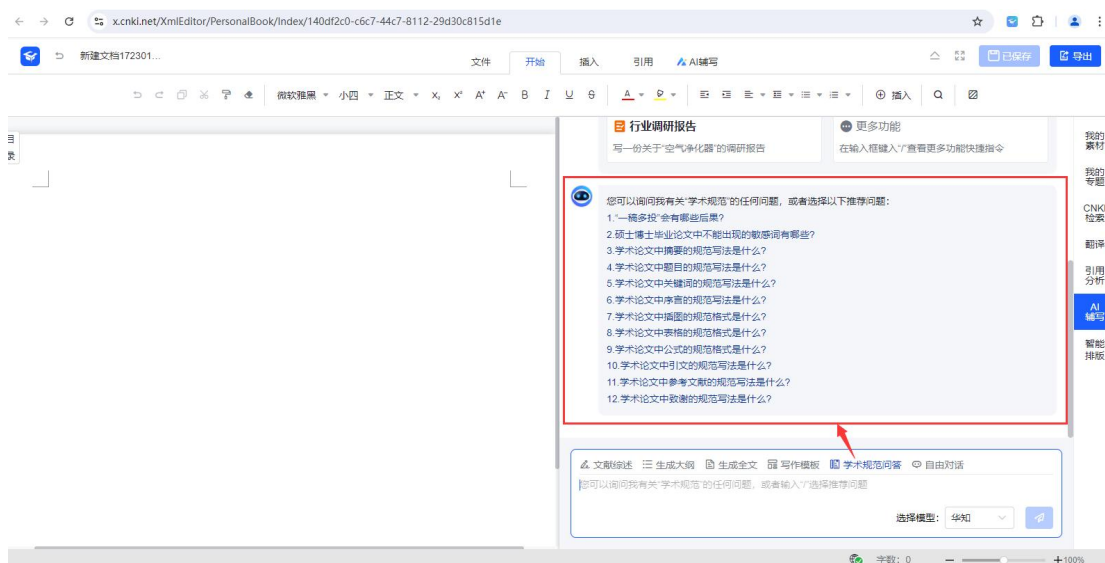 x.cnki.net/XmlEditor/PersonalBook/Index/140df2c0-c6c7-44c7-8112-29d30c815d1e
新建文档172301... 文件 开始 插入 引用 AI辅写 已保存 导出
微软雅黑 小四 正文 X₂ X² A⁺ A⁻ B I U S A 插入
目录
行业调研报告
写一份关于“空气净化器”的调研报告
更多功能
在输入框键入“/”查看更多功能快捷指令
您可以询问我有关“学术规范”的任何问题，或者选择以下推荐问题：
1.“一稿多投”会有哪些后果?
2.硕士博士毕业论文中不能出现的敏感词有哪些?
3.学术论文中摘要的规范写法是什么?
4.学术论文中题目的规范写法是什么?
5.学术论文中关键词的规范写法是什么?
6.学术论文中序言的规范写法是什么?
7.学术论文中插图的规范格式是什么?
8.学术论文中表格的规范格式是什么?
9.学术论文中公式的规范格式是什么?
10.学术论文中引文的规范写法是什么?
11.学术论文中参考文献的规范写法是什么?
12.学术论文中致谢的规范写法是什么?
文献综述 生成大纲 生成全文 写作模板 学术规范问答 自由对话
您可以询问我有关“学术规范”的任何问题，或者输入“/”选择推荐问题
选择模型： 华知
我的
素材
我的
专题
CNKI
检索
翻译
引用
分析
AI
辅写
智能
排版
字数：0 100%